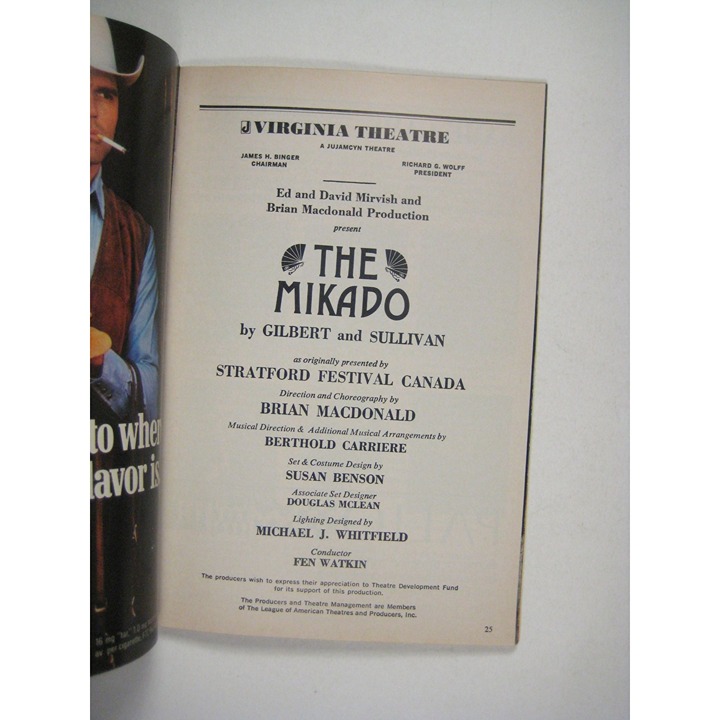 to wher
lavor is
VIRGINIA THEATRE
A JUJAMCYN THEATRE
JAMES H. BINGER
CHAIRMAN
RICHARD G. WOLFF
PRESIDENT
Ed and David Mirvish and
Brian Macdonald Production
present
THE
MIKADO
by GILBERT and SULLIVAN
as originally presented by
STRATFORD FESTIVAL CANADA
Direction and Choreography by
BRIAN MACDONALD
Musical Direction & Additional Musical Arrangements by
BERTHOLD CARRIERE
Set & Costume Design by
SUSAN BENSON
Associate Set Designer
DOUGLAS MCLEAN
Lighting Designed by
MICHAEL J. WHITFIELD
Conductor
FEN WATKIN
The producers wish to express their appreciation to Theatre Development Fund
for its support of this production.
The Producers and Theatre Management are Members
of The League of American Theatres and Producers, Inc.
25